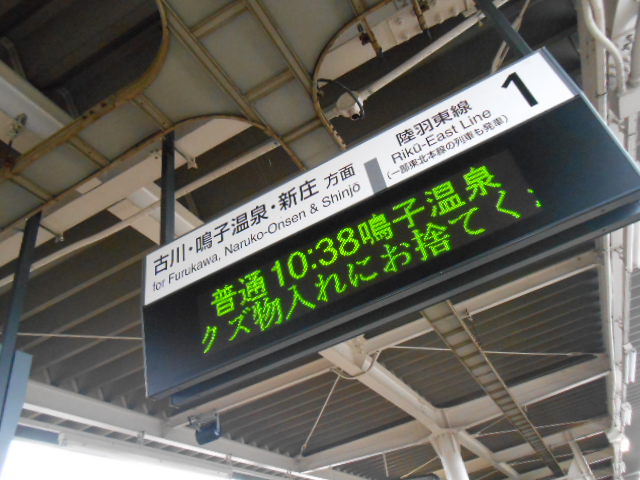 古川・鳴子温泉・新庄 方面
for Furukawa, Naruko-Onsen & Shinjō
陸羽東線
Rikū-East Line
(一部東北本線の列車も発車)
1
普通 10:38 鳴子温泉
クズ物入れにお捨てく